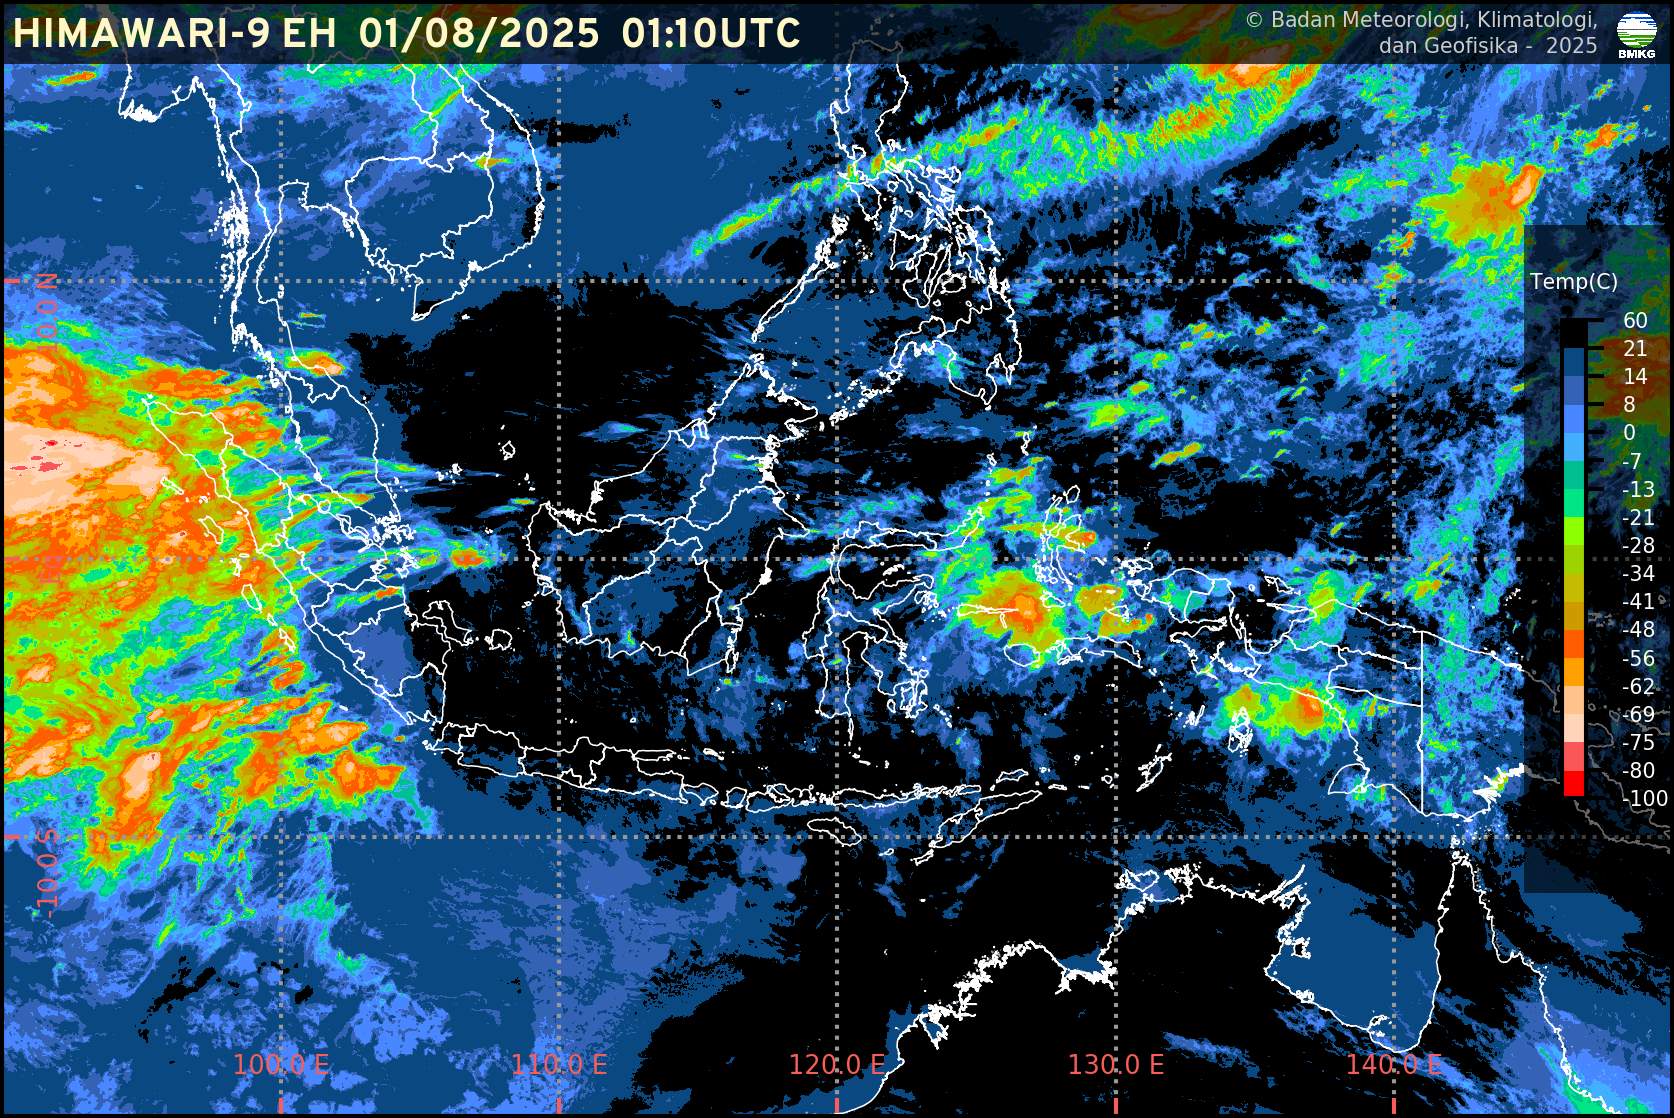 HIMAWARI-9 EH 01/08/2025 01:10UTC
© Badan Meteorologi, Klimatologi,
dan Geofisika - 2025
BMKG
Temp(C)
60
21
14
8
0
-7
-13
-21
-28
-34
-41
-48
-56
-62
-69
-75
-80
-100
-10.0 S
100.0 E
110.0 E
120.0 E
130.0 E
140.0 E